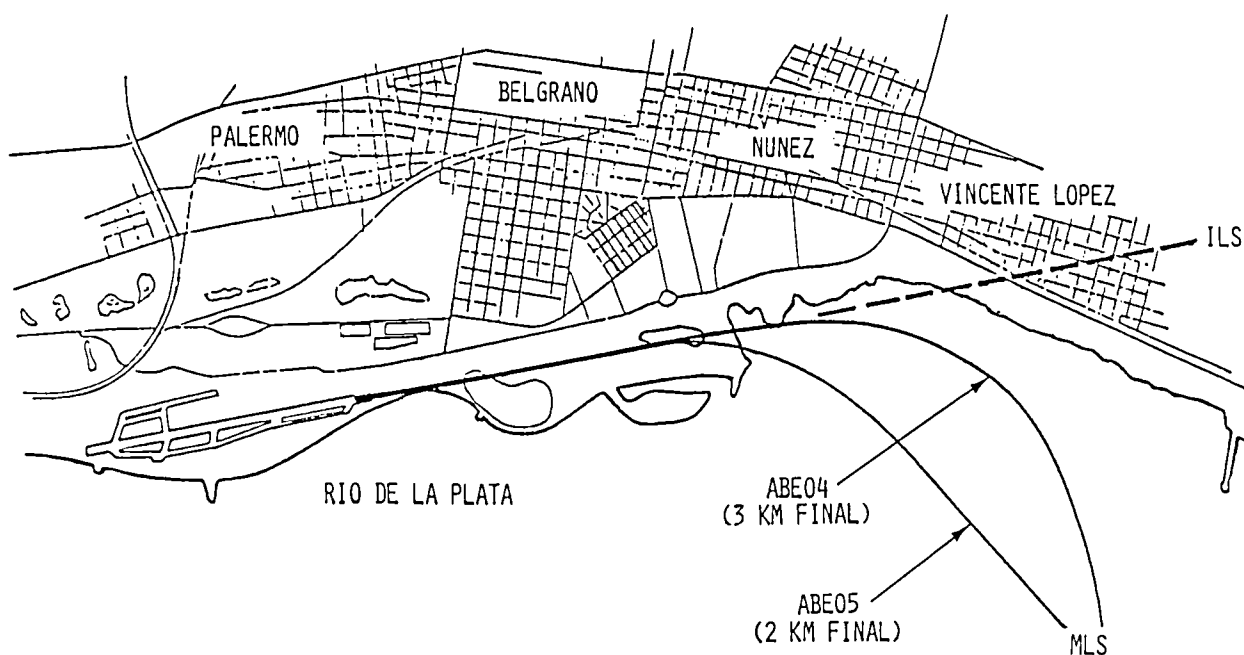 BELGRANO
PALERMO
NUNEZ
VINCENTE LOPEZ
ILS
RIO DE LA PLATA
ABE04
(3 KM FINAL)
ABE05
(2 KM FINAL)
MLS